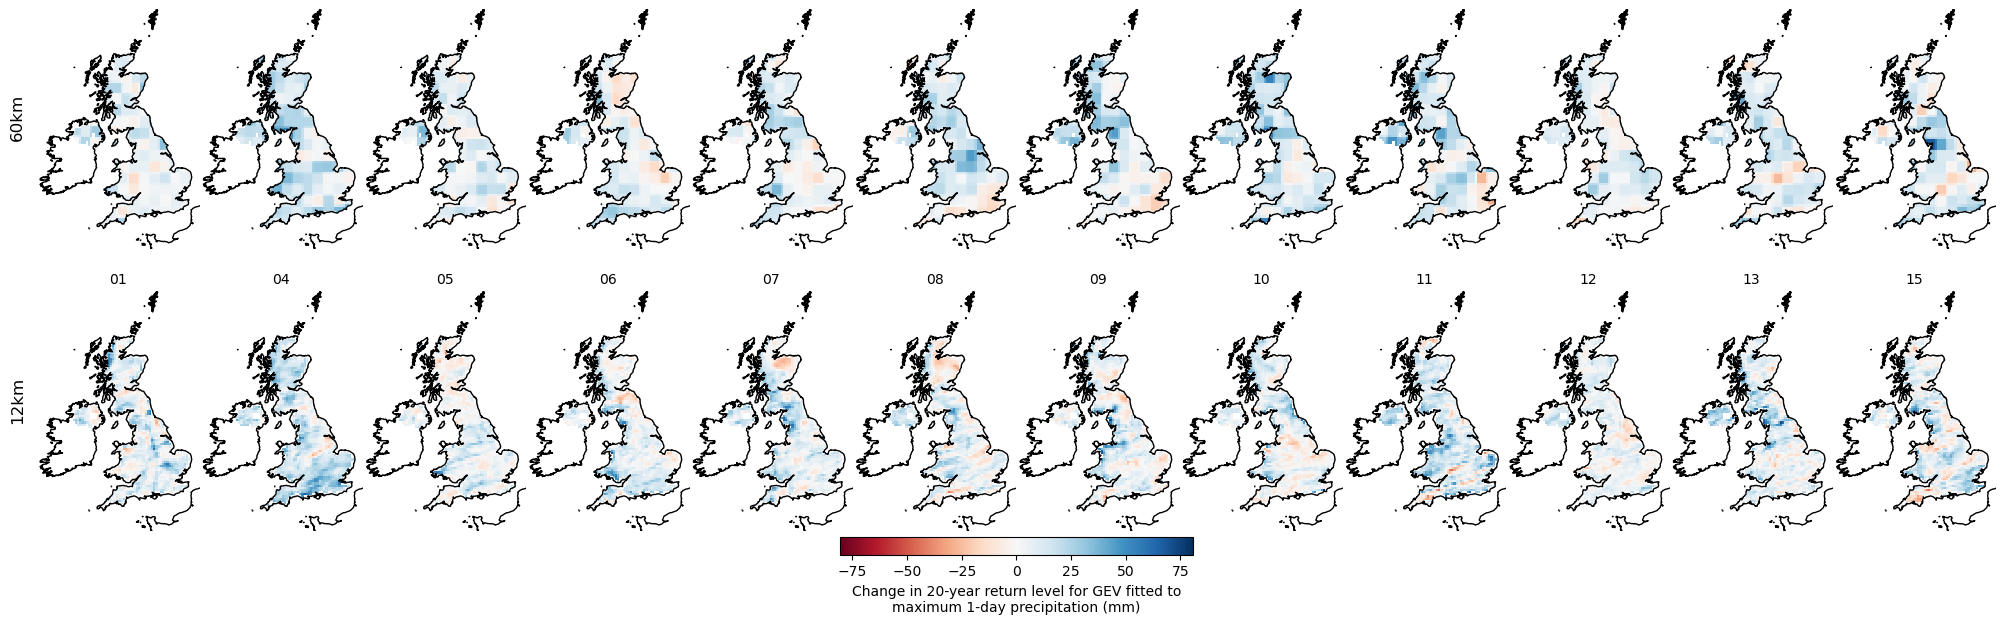 60km
01 04 05 06 07 08 09 10 11 12 13 15
12km
−75 −50 −25 0 25 50 75
Change in 20-year return level for GEV fitted to
maximum 1-day precipitation (mm)